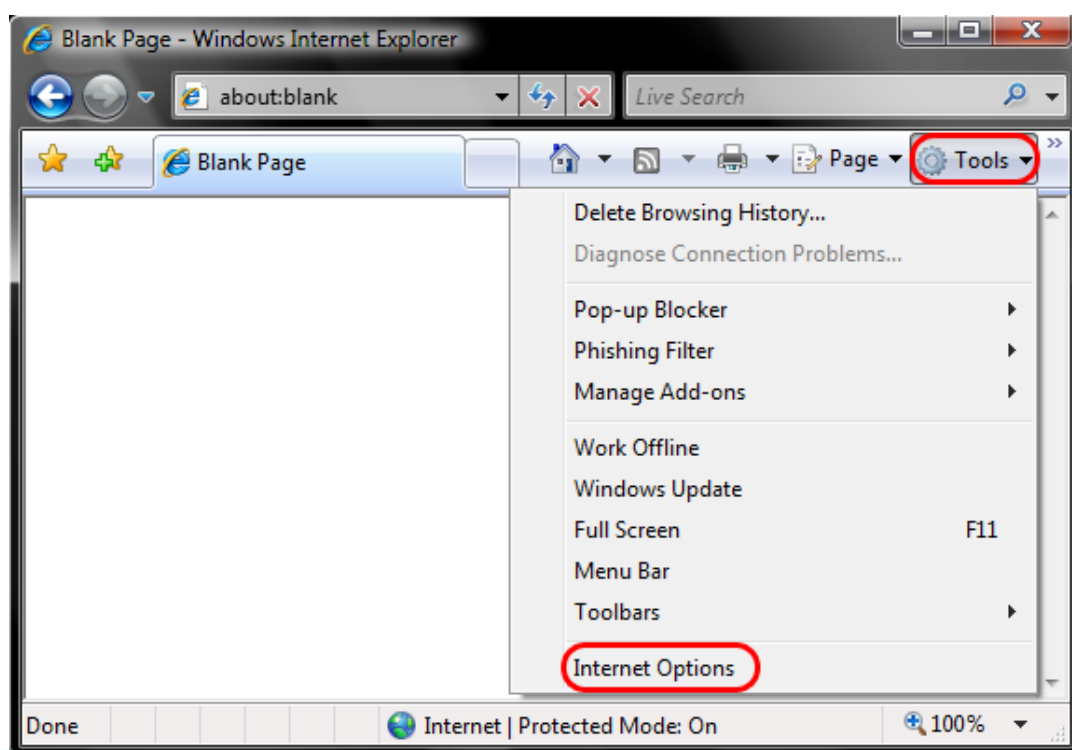 Blank Page - Windows Internet Explorer
about:blank
Live Search
Blank Page
Page
Tools
Delete Browsing History...
Diagnose Connection Problems...
Pop-up Blocker
Phishing Filter
Manage Add-ons
Work Offline
Windows Update
Full Screen F11
Menu Bar
Toolbars
Internet Options
Done
Internet | Protected Mode: On
100%